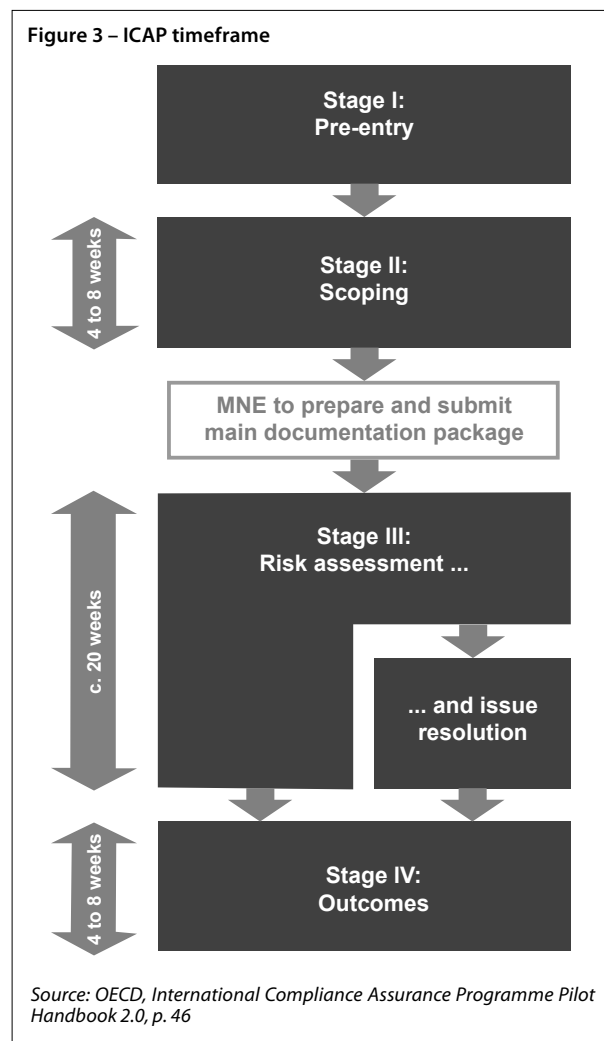 Figure 3 – ICAP timeframe
Stage I:
Pre-entry
4 to 8 weeks
Stage II:
Scoping
MNE to prepare and submit
main documentation package
c. 20 weeks
Stage III:
Risk assessment ...
... and issue
resolution
4 to 8 weeks
Stage IV:
Outcomes
Source: OECD, International Compliance Assurance Programme Pilot
Handbook 2.0, p. 46